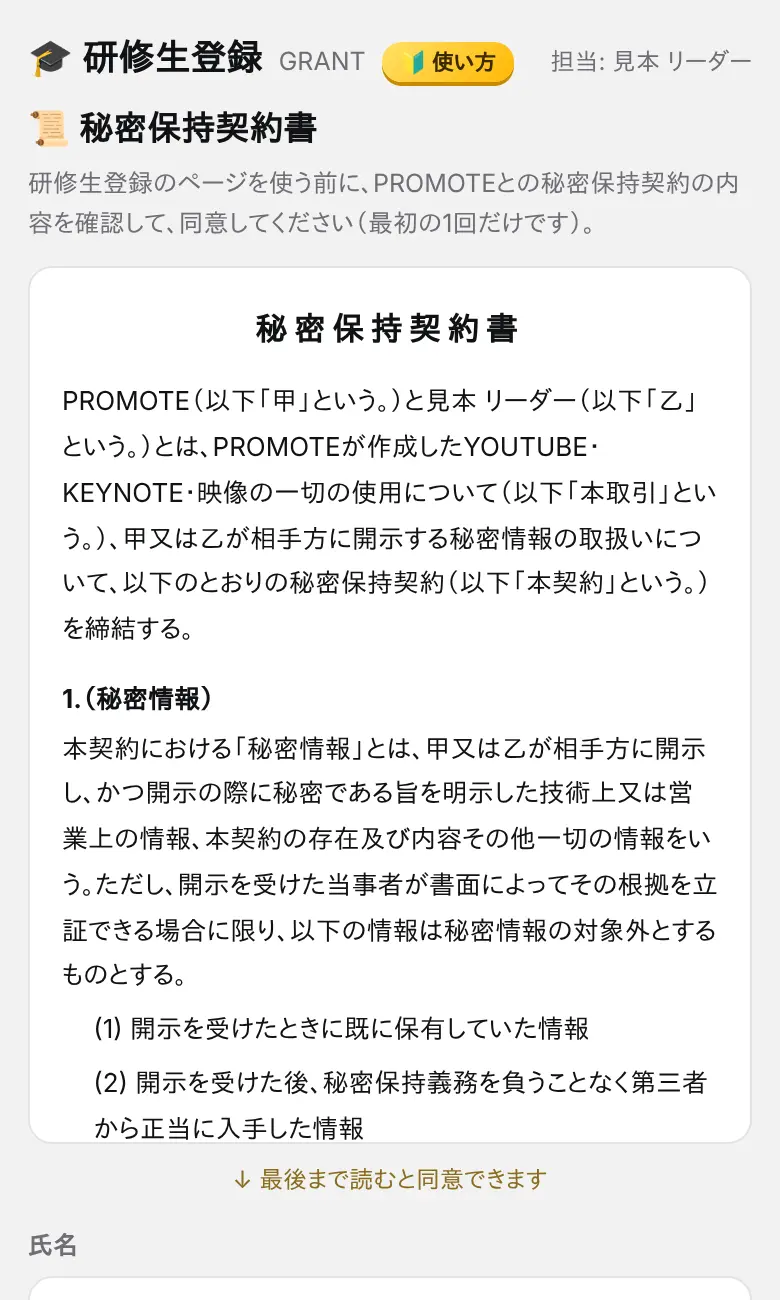 研修生登録 GRANT 使い方 担当: 見本 リーダー
秘密保持契約書
研修生登録のページを使う前に、PROMOTEとの秘密保持契約の内
容を確認して、同意してください（最初の1回だけです）。
秘密保持契約書
PROMOTE（以下「甲」という。）と見本 リーダー（以下「乙」
という。）とは、PROMOTEが作成したYOUTUBE・
KEYNOTE・映像の一切の使用について（以下「本取引」とい
う。）、甲又は乙が相手方に開示する秘密情報の取扱いにつ
いて、以下のとおりの秘密保持契約（以下「本契約」という。）
を締結する。
1.（秘密情報）
本契約における「秘密情報」とは、甲又は乙が相手方に開示
し、かつ開示の際に秘密である旨を明示した技術上又は営
業上の情報、本契約の存在及び内容その他一切の情報をい
う。ただし、開示を受けた当事者が書面によってその根拠を立
証できる場合に限り、以下の情報は秘密情報の対象外とする
ものとする。
(1) 開示を受けたときに既に保有していた情報
(2) 開示を受けた後、秘密保持義務を負うことなく第三者
から正当に入手した情報
↓ 最後まで読むと同意できます
氏名